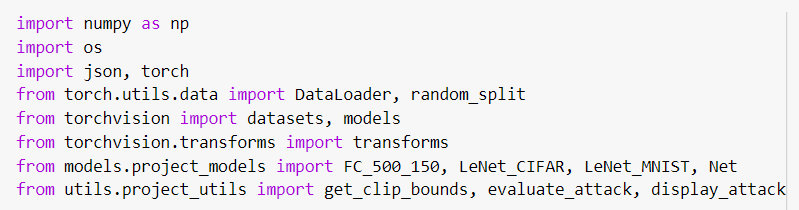 import numpy as np
import os
import json, torch
from torch.utils.data import DataLoader, random_split
from torchvision import datasets, models
from torchvision.transforms import transforms
from models.project_models import FC_500_150, LeNet_CIFAR, LeNet_MNIST, Net
from utils.project_utils import get_clip_bounds, evaluate_attack, display_attack